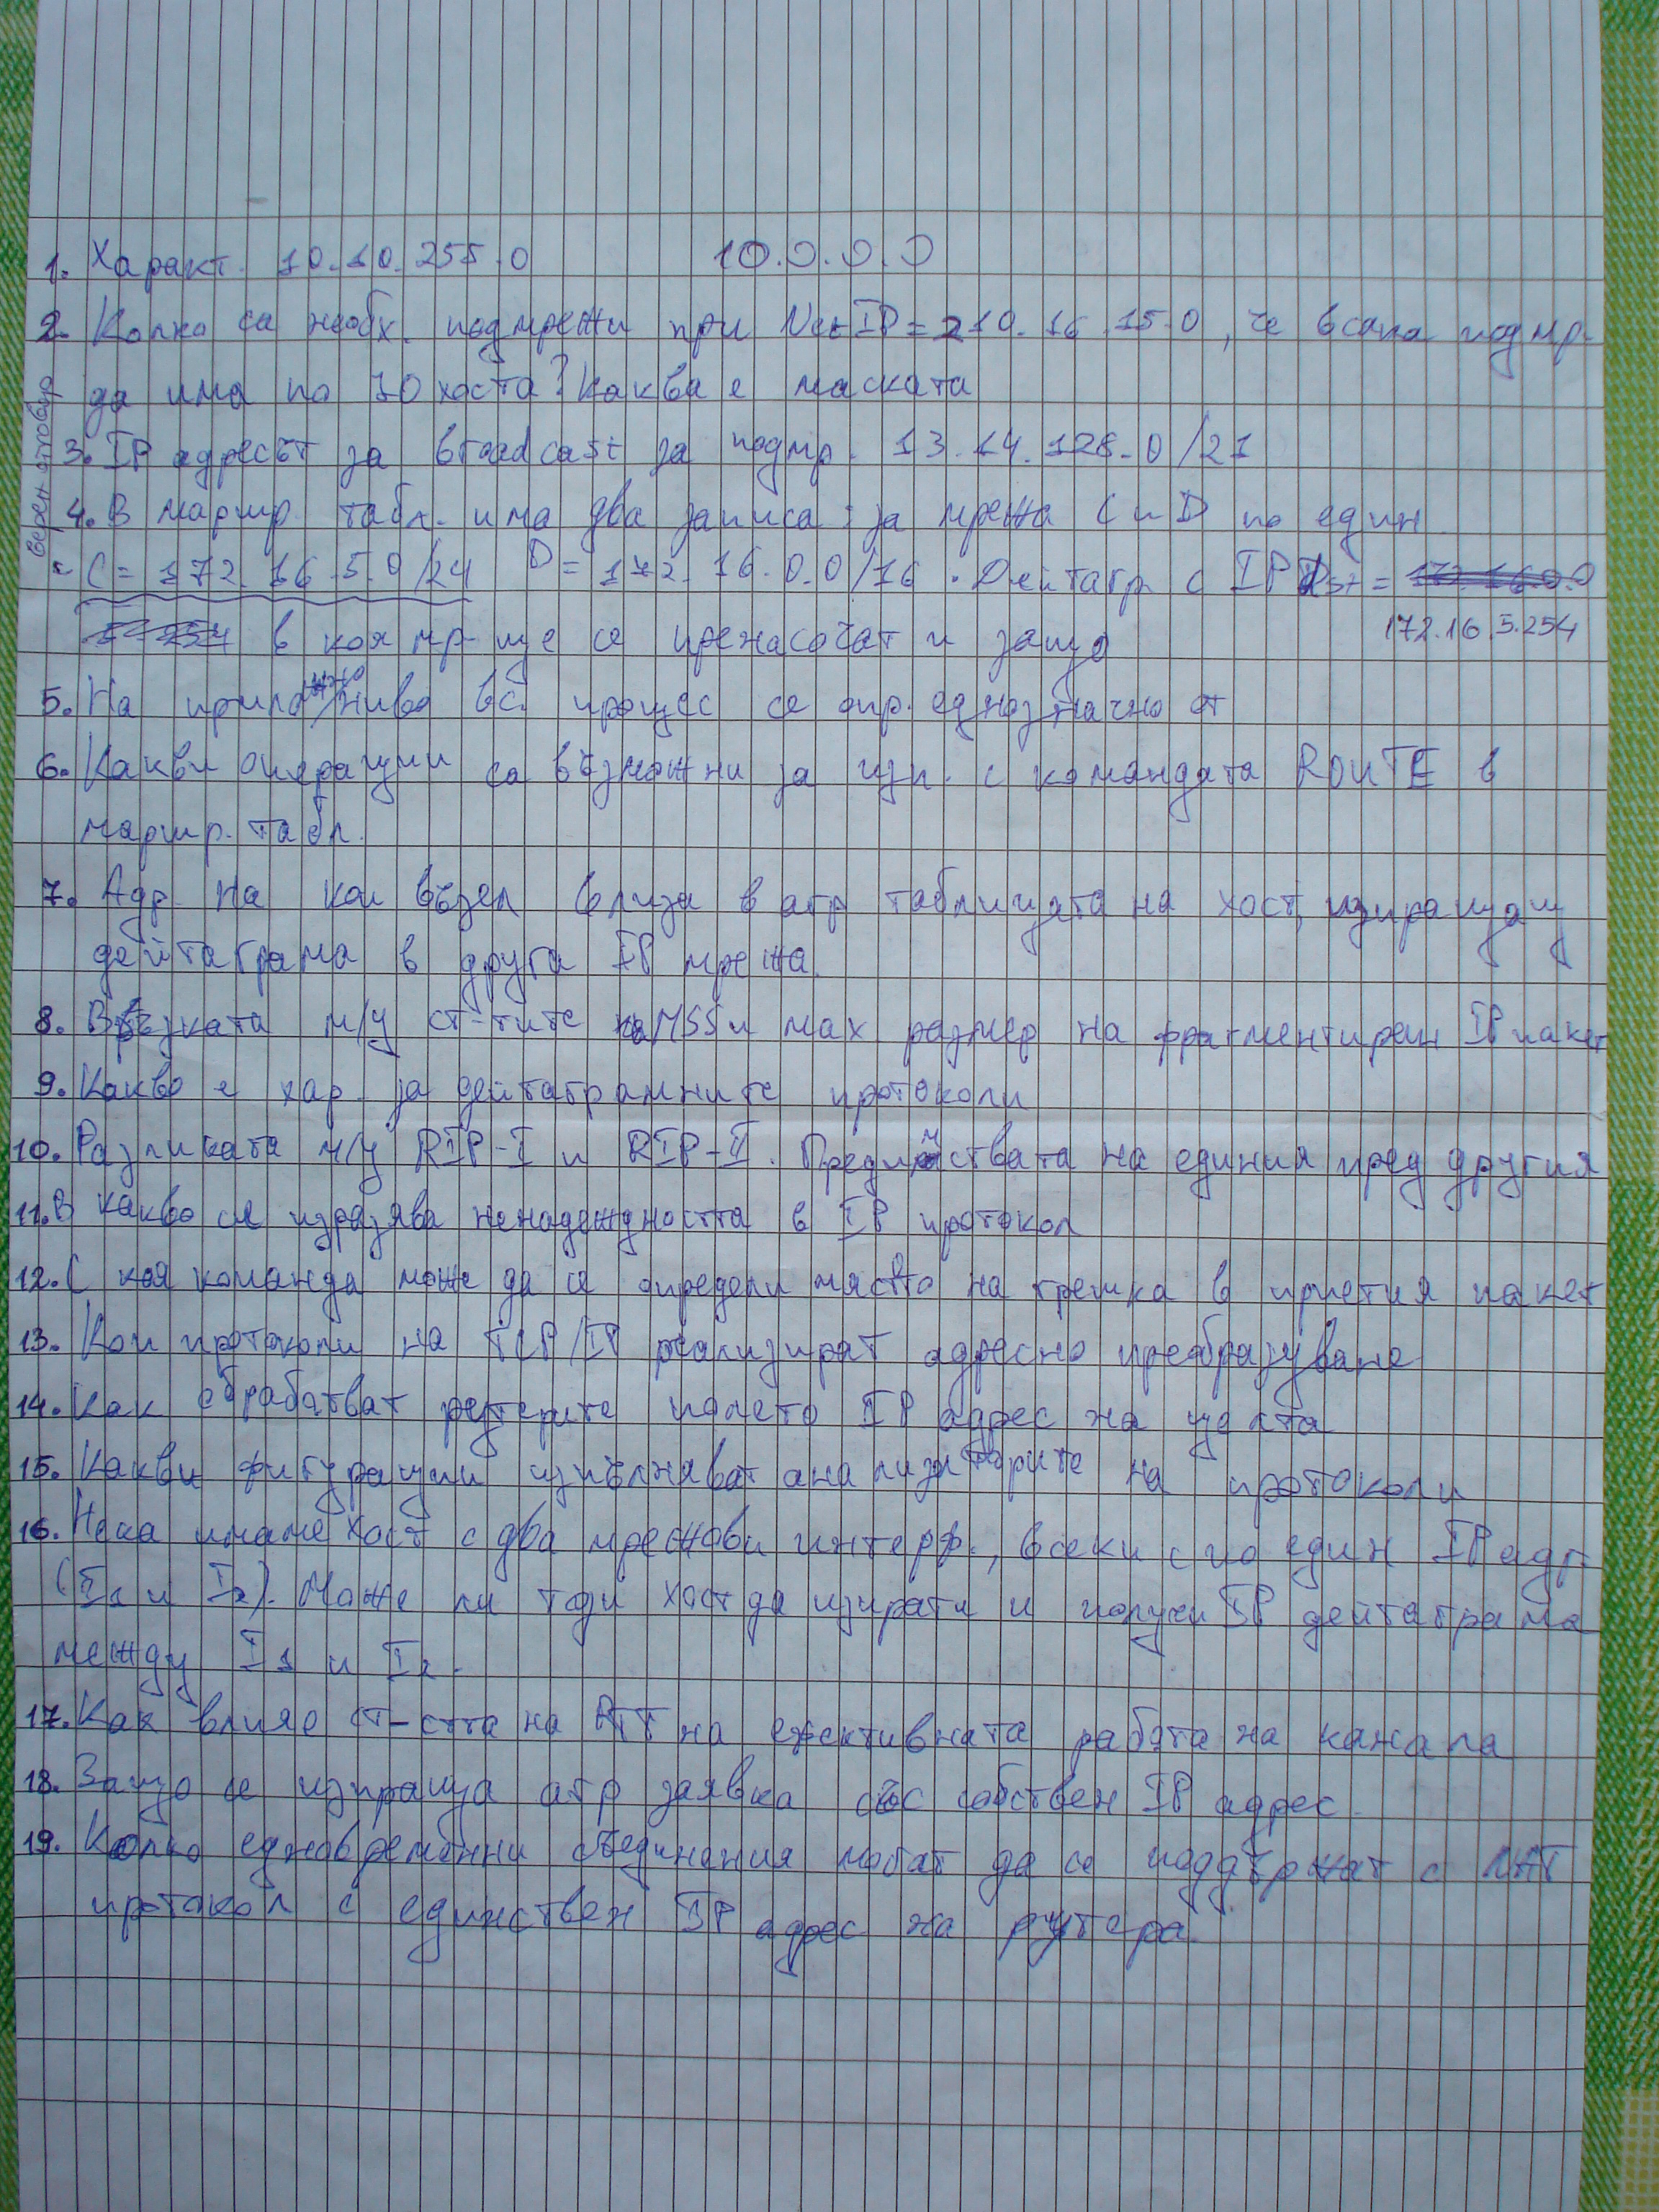 1. Характ. 10.10.255.0 10.0.0.0
2. Колко са необх. подмрежи при Net IP = 210.16.15.0, че всяка подмр.
да има по 70 хоста? Каква е маската
3. IP адресът за broadcast за подмр. 13.14.128.0/21
4. В маршр. табл. има два записа: за мрежа C и D по един
верен отговор
C = 172.16.5.0/24 D = 172.16.0.0/16. Дейтагр с IP Dst =
172.16.5.254
в коя мр-ще се пренасочат и защо
5. На приложно ниво вс. процес се опр. еднозначно от
6. Какви операции са възможни за изп. с командата ROUTE в
маршр. табл.
7. Адр. на кой възел влиза в arp таблицата на хост, изпращащ
дейтаграма в друга IP мрежа.
8. Връзката м/у ст-тите на MSS и мах размер на фрагментиран IP пакет
9. Какво е хар. за дейтаграмните протоколи
10. Разликата м/у RIP-I и RIP-II. Предимствата на единия пред другия
11. В какво се изразява ненадеждността в IP протокол
12. С коя команда може да се определи място на грешка в приетия пакет
13. Кои протоколи на TCP/IP реализират адресно преобразуване
14. Как обработват рутерите полето IP адрес на целта
15. Какви фигурации изпълняват анализаторите на протоколи
16. Нека имаме хост с два мрежови интерф., всеки с по един IP адр
(I1 и I2). Може ли този хост да изпрати и получи IP дейтаграма
между I1 и I2.
17. Как влияе ст-стта на RTT на ефективната работа на канала
18. Защо се изпраща arp заявка със собствен IP адрес.
19. Колко едновременни съединения могат да се поддържат с
протокол с единствен IP адрес на рутера.